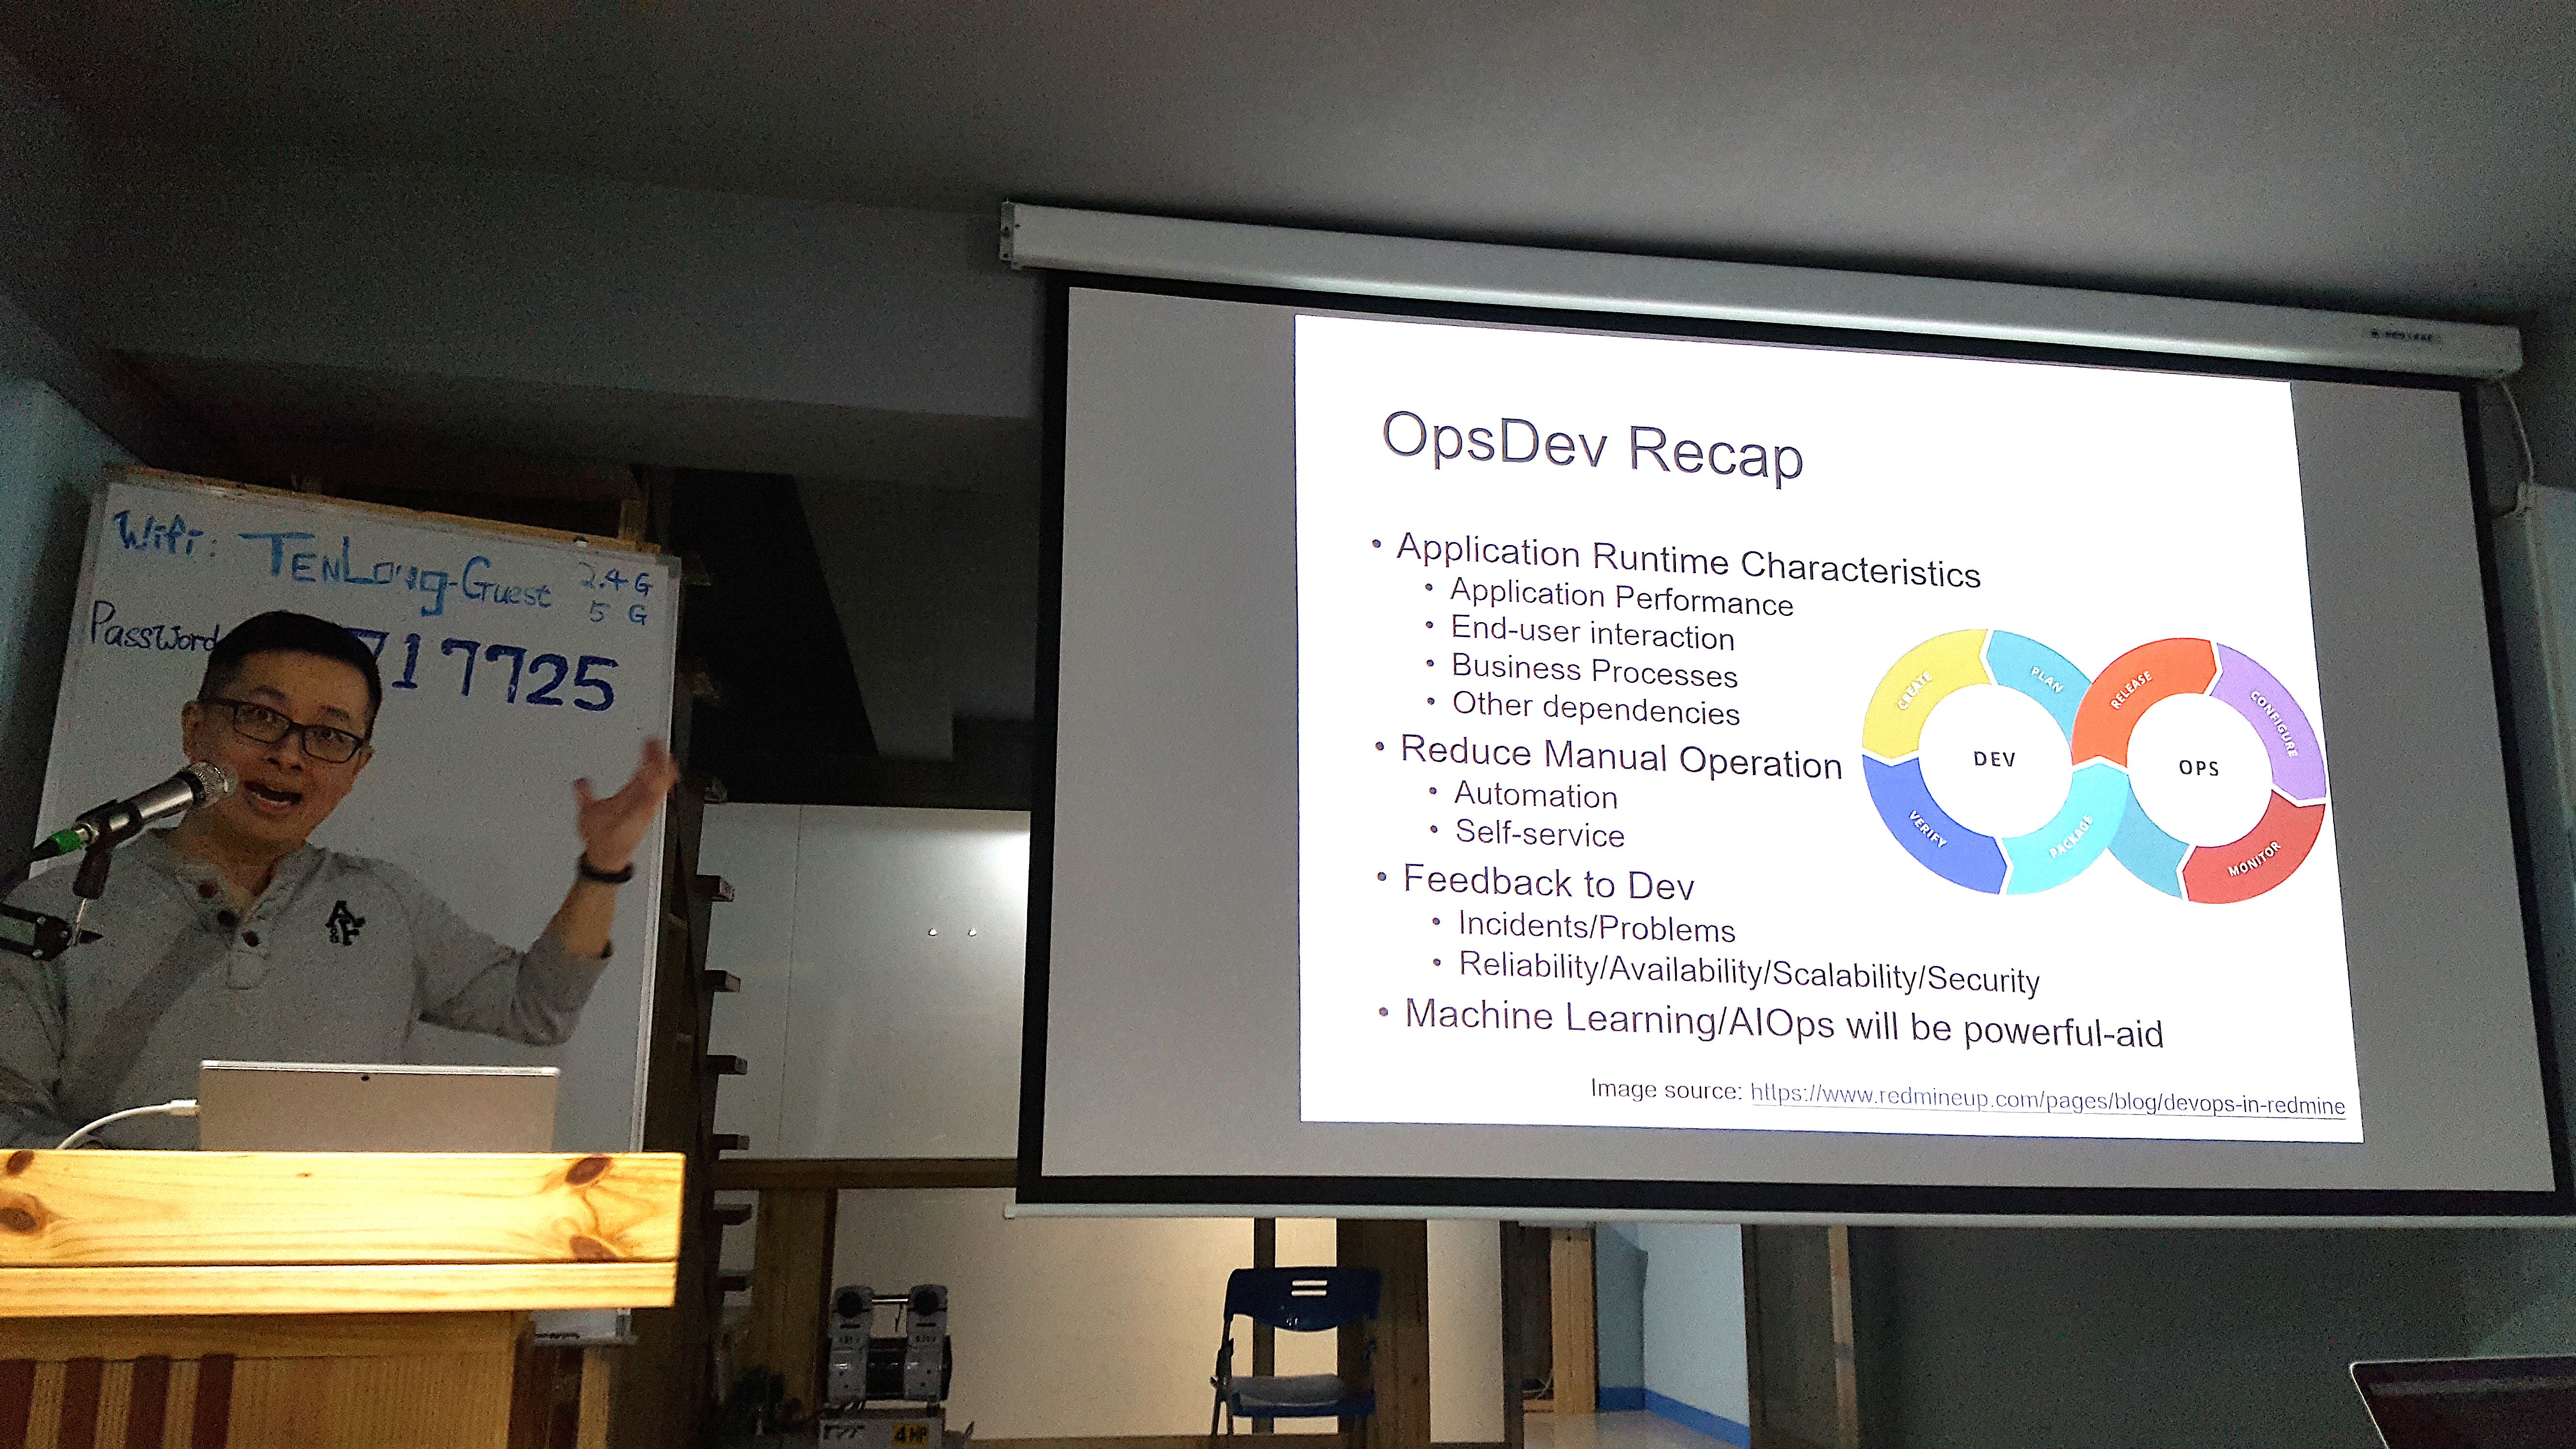 Wifi: TENLong-Guest 2.4G
5 G
Password 717725
OpsDev Recap
• Application Runtime Characteristics
• Application Performance
• End-user interaction
• Business Processes
• Other dependencies
• Reduce Manual Operation
• Automation
• Self-service
• Feedback to Dev
• Incidents/Problems
• Reliability/Availability/Scalability/Security
• Machine Learning/AIOps will be powerful-aid
CREATE
PLAN
RELEASE
CONFIGURE
DEV
OPS
VERIFY
PACKAGE
MONITOR
Image source: https://www.redmineup.com/pages/blog/devops-in-redmine
4HP